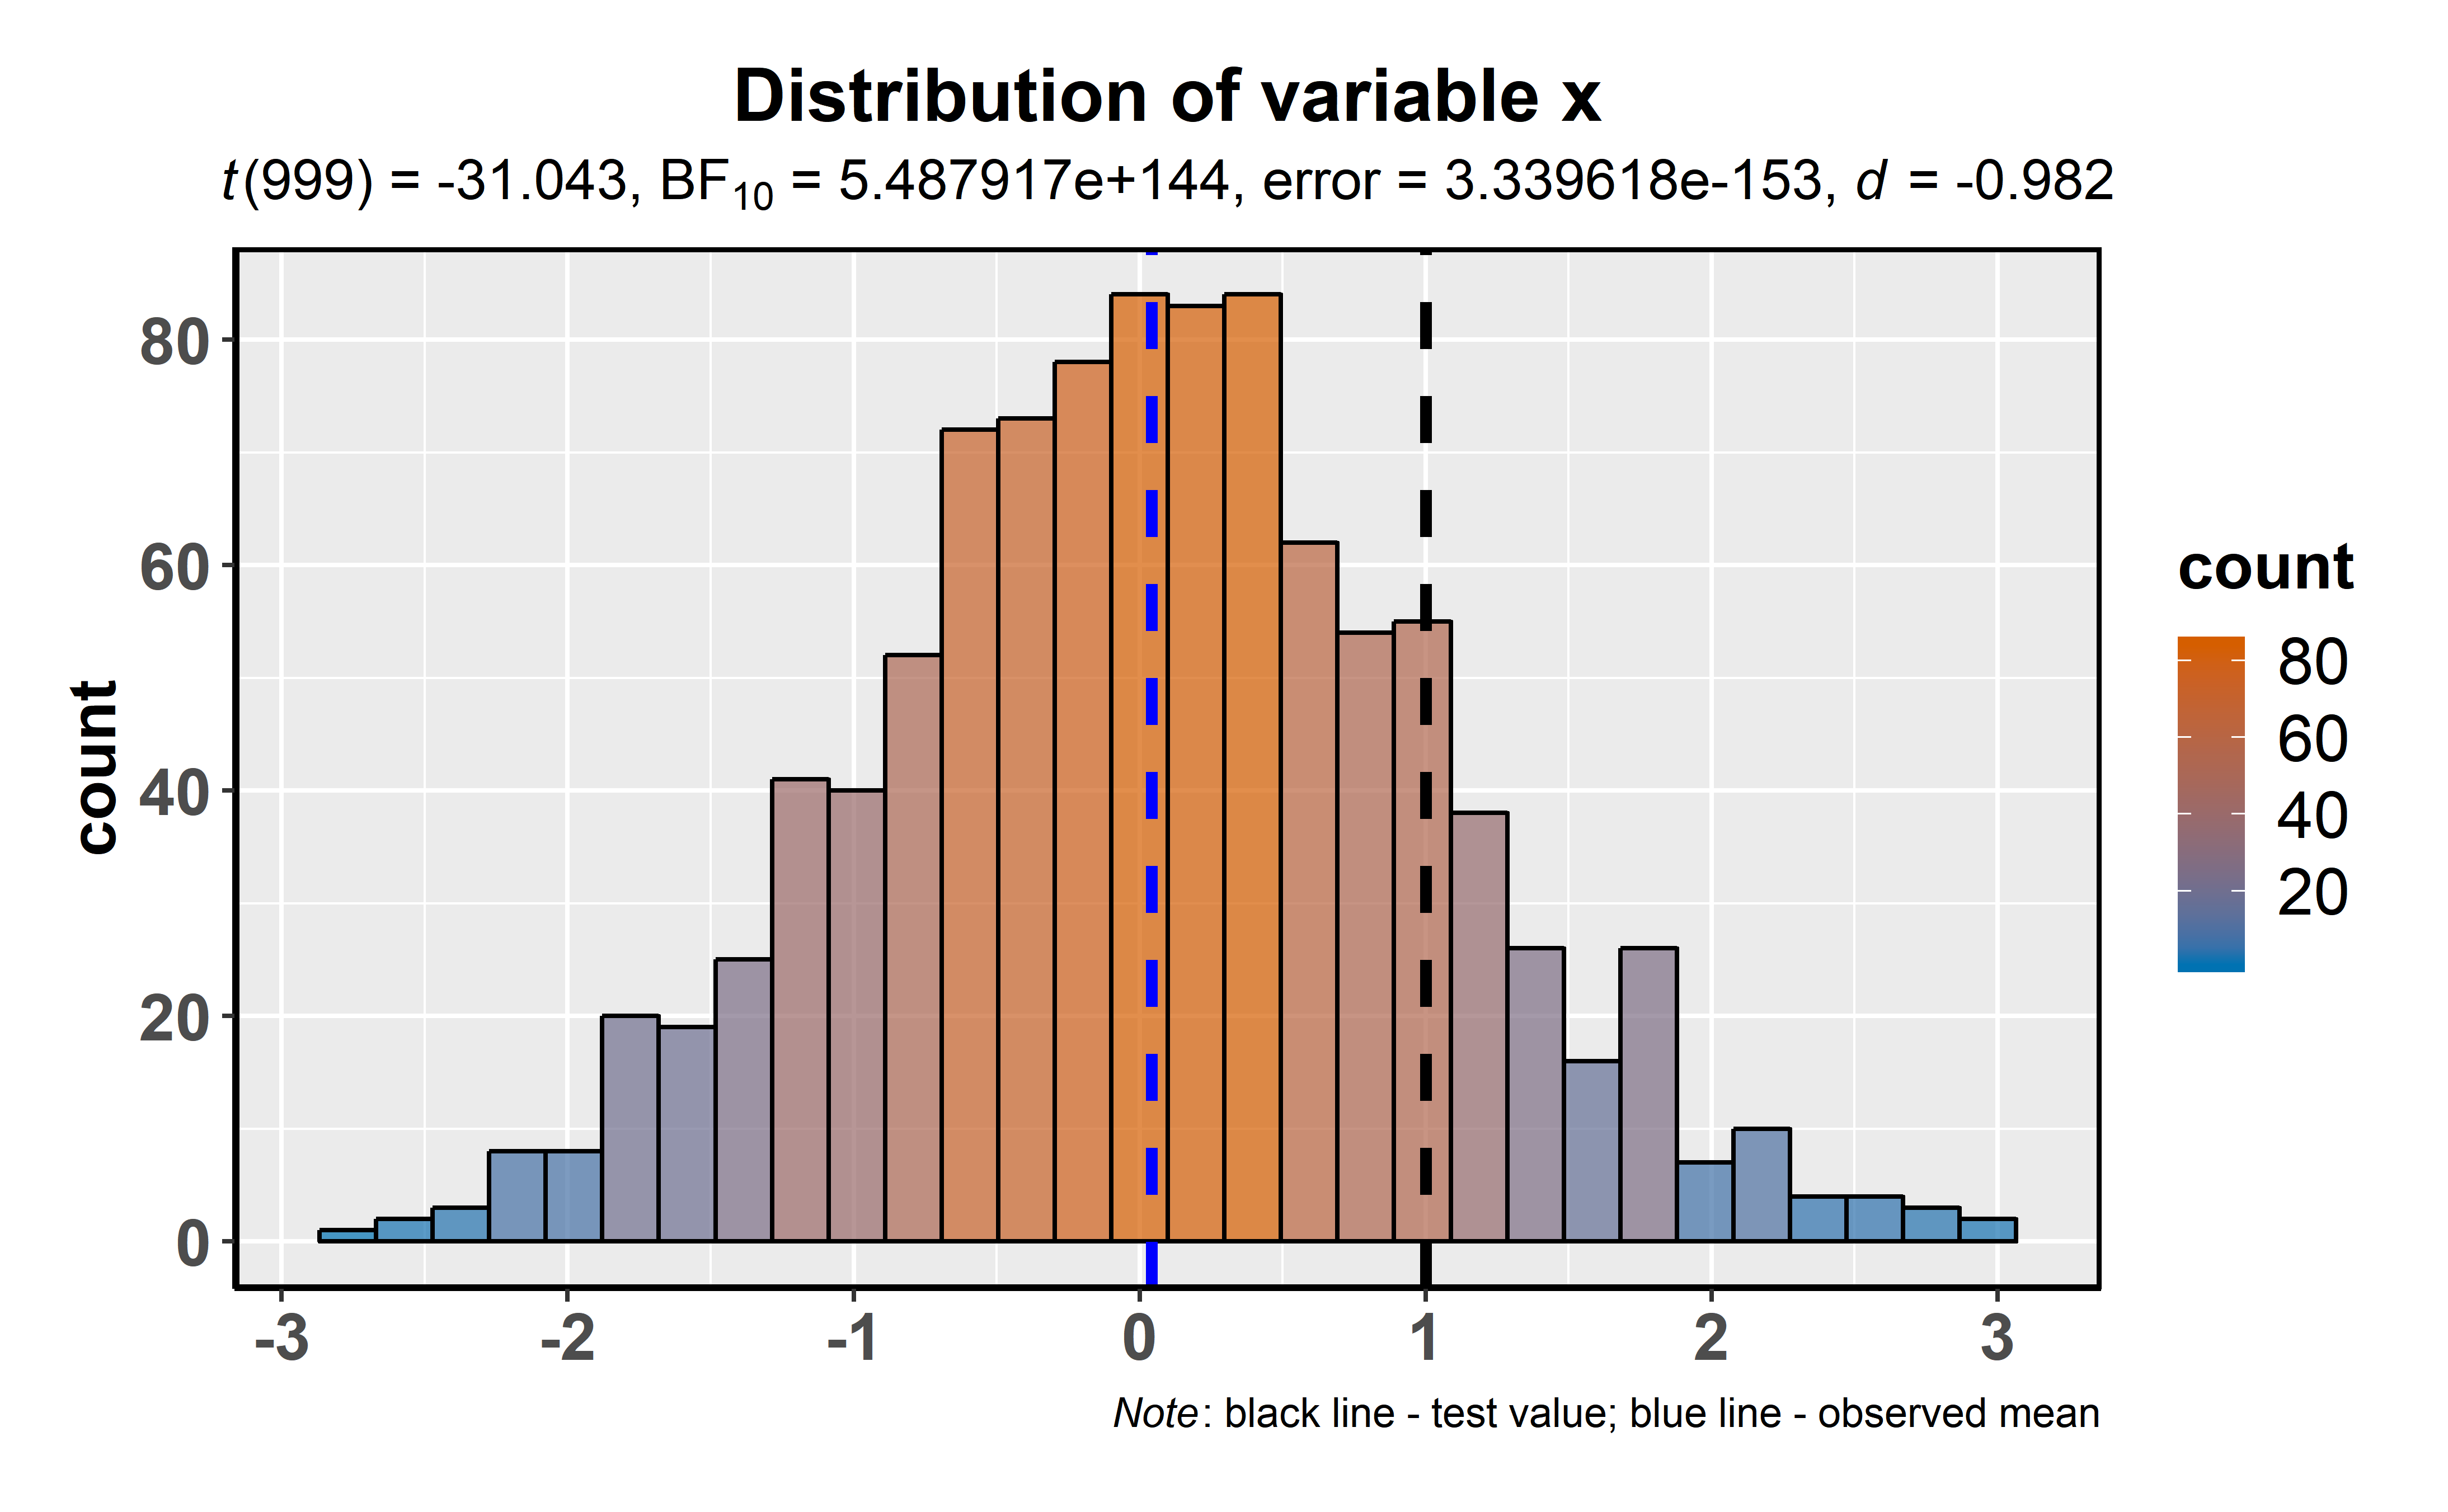 Distribution of variable x
t(999) = -31.043, BF₁₀ = 5.487917e+144, error = 3.339618e-153, d = -0.982
80
60
40
20
0
count
-3 -2 -1 0 1 2 3
count
80
60
40
20
Note: black line - test value; blue line - observed mean